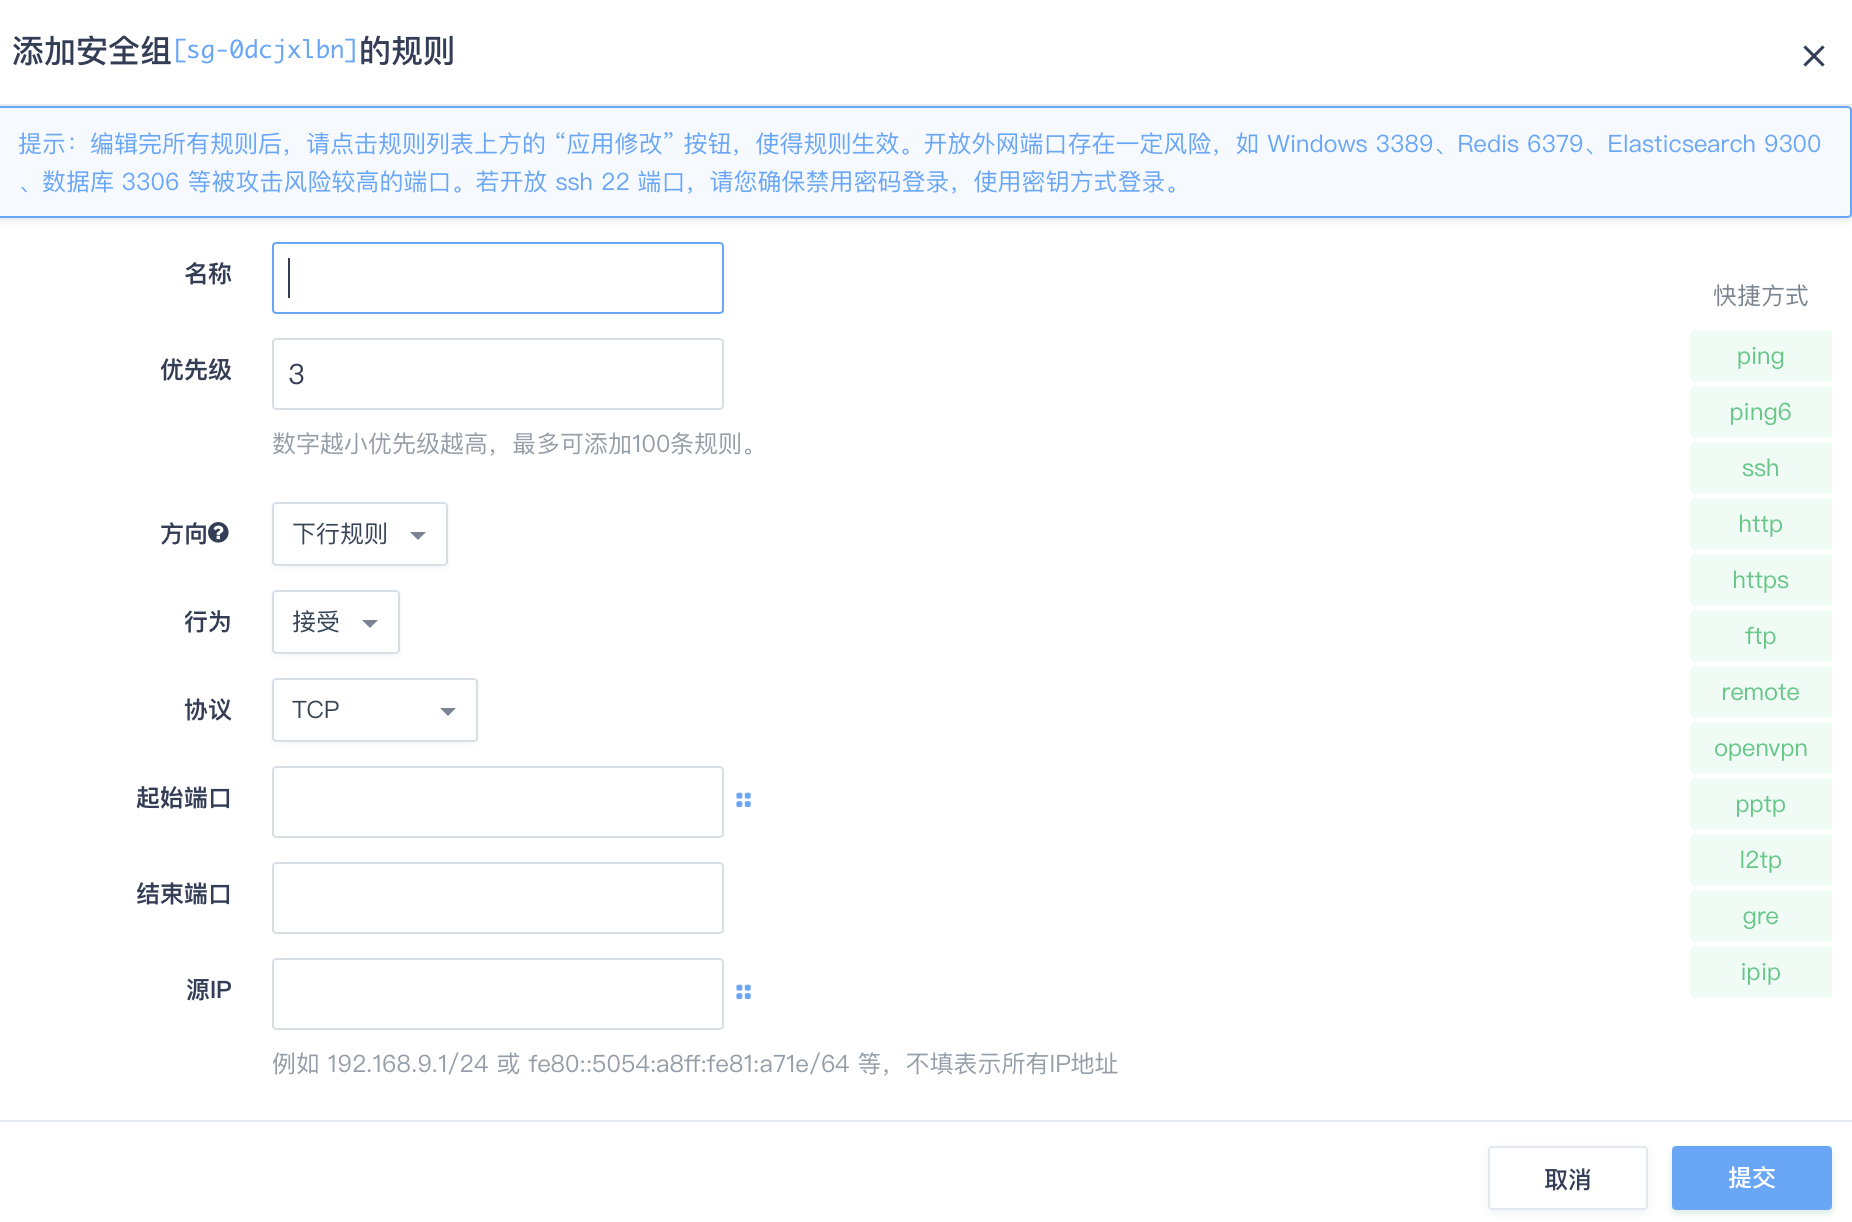 添加安全组[sg-0dcjxlbn]的规则
提示：编辑完所有规则后，请点击规则列表上方的 “应用修改” 按钮，使得规则生效。开放外网端口存在一定风险，如 Windows 3389、Redis 6379、Elasticsearch 9300
、数据库 3306 等被攻击风险较高的端口。若开放 ssh 22 端口，请您确保禁用密码登录，使用密钥方式登录。
名称
优先级
3
数字越小优先级越高，最多可添加100条规则。
方向
下行规则
行为
接受
协议
TCP
起始端口
结束端口
源IP
例如 192.168.9.1/24 或 fe80::5054:a8ff:fe81:a71e/64 等，不填表示所有IP地址
快捷方式
ping
ping6
ssh
http
https
ftp
remote
openvpn
pptp
l2tp
gre
ipip
取消
提交